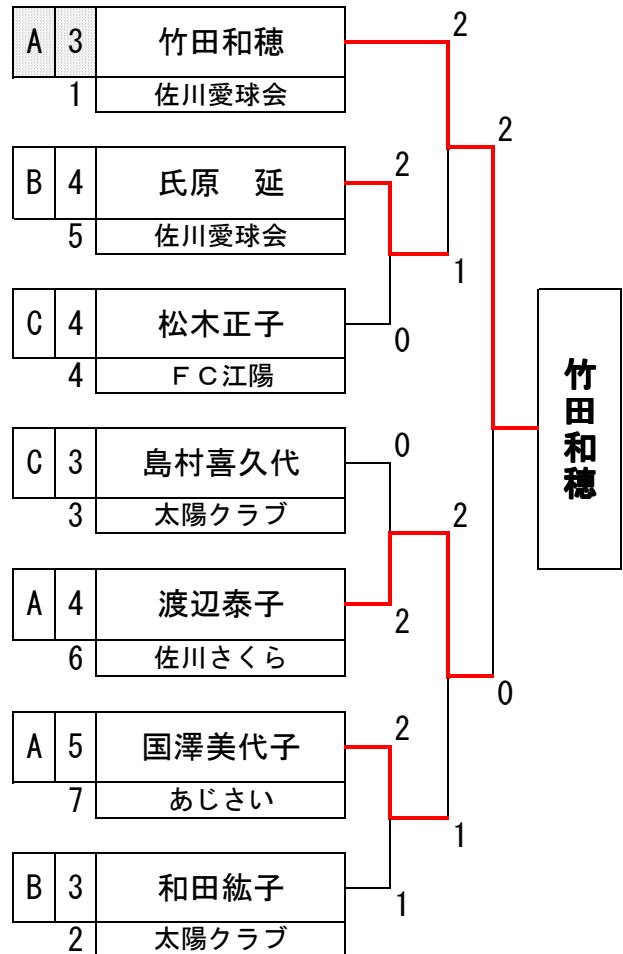 A 3 竹田和穂 2
1 佐川愛球会
2
B 4 氏原　延 2
5 佐川愛球会
1
C 4 松木正子 0
4 ＦＣ江陽
竹田和穂
C 3 島村喜久代 0
3 太陽クラブ 2
A 4 渡辺泰子 2
6 佐川さくら
0
A 5 国澤美代子 2
7 あじさい
1
B 3 和田紘子 1
2 太陽クラブ